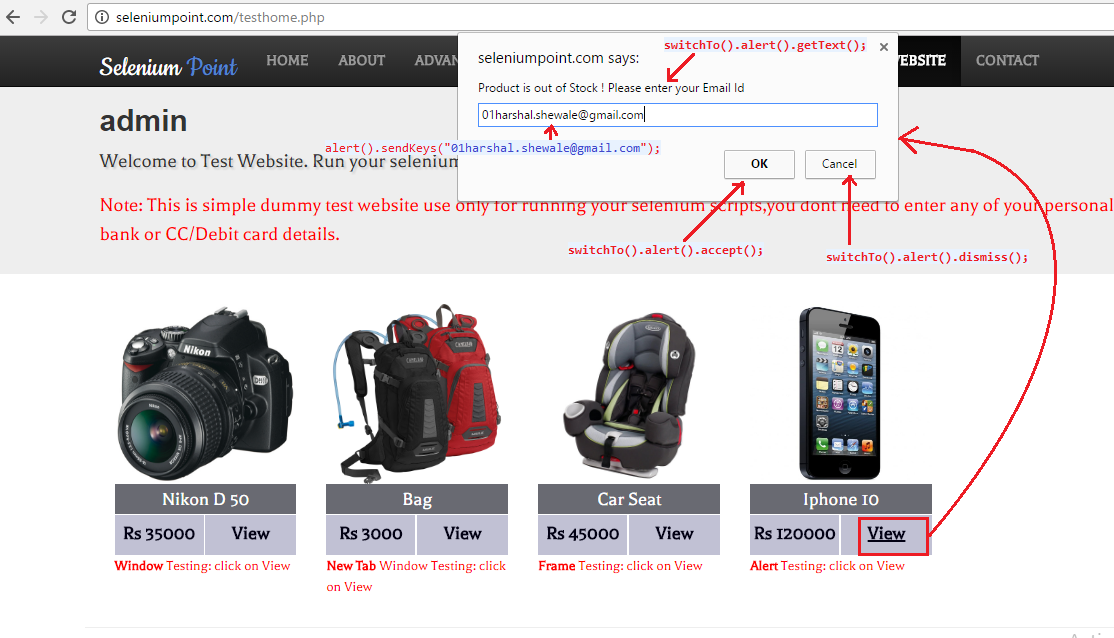 seleniumpoint.com/testhome.php
Selenium Point
HOME
ABOUT
ADVAN
WEBSITE
CONTACT
switchTo().alert().getText();
seleniumpoint.com says:
Product is out of Stock ! Please enter your Email Id
01harshal.shewale@gmail.com
alert().sendKeys("01harshal.shewale@gmail.com");
OK
Cancel
switchTo().alert().accept();
switchTo().alert().dismiss();
admin
Welcome to Test Website. Run your selenium
Note: This is simple dummy test website use only for running your selenium scripts,you dont need to enter any of your personal
bank or CC/Debit card details.
Nikon
Nikon D 50
Bag
Car Seat
Iphone 10
Rs 35000 View
Rs 3000 View
Rs 45000 View
Rs 120000 View
Window Testing: click on View
New Tab Window Testing: click
on View
Frame Testing: click on View
Alert Testing: click on View